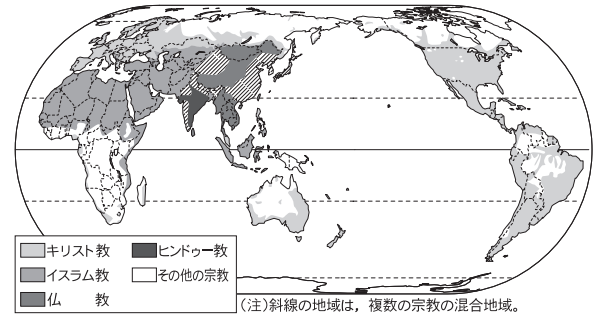 キリスト教
ヒンドゥー教
イスラム教
その他の宗教
仏 教
(注)斜線の地域は，複数の宗教の混合地域。